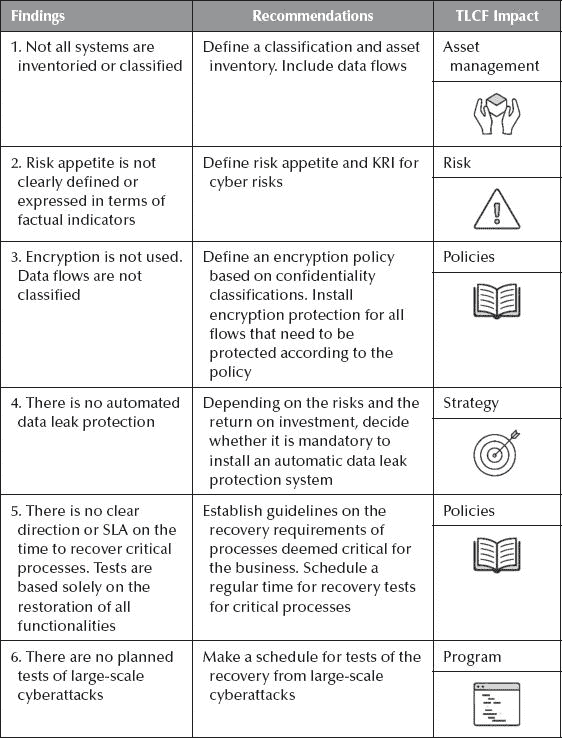 Findings
Recommendations
TLCF Impact
1. Not all systems are
inventoried or classified
Define a classification and asset
inventory. Include data flows
Asset
management
2. Risk appetite is not
clearly defined or
expressed in terms of
factual indicators
Define risk appetite and KRI for
cyber risks
Risk
3. Encryption is not used.
Data flows are not
classified
Define an encryption policy
based on confidentiality
classifications. Install
encryption protection for all
flows that need to be
protected according to the
policy
Policies
4. There is no automated
data leak protection
Depending on the risks and the
return on investment, decide
whether it is mandatory to
install an automatic data leak
protection system
Strategy
5. There is no clear
direction or SLA on the
time to recover critical
processes. Tests are
based solely on the
restoration of all
functionalities
Establish guidelines on the
recovery requirements of
processes deemed critical for
the business. Schedule a
regular time for recovery tests
for critical processes
Policies
6. There are no planned
tests of large-scale
cyberattacks
Make a schedule for tests of the
recovery from large-scale
cyberattacks
Program